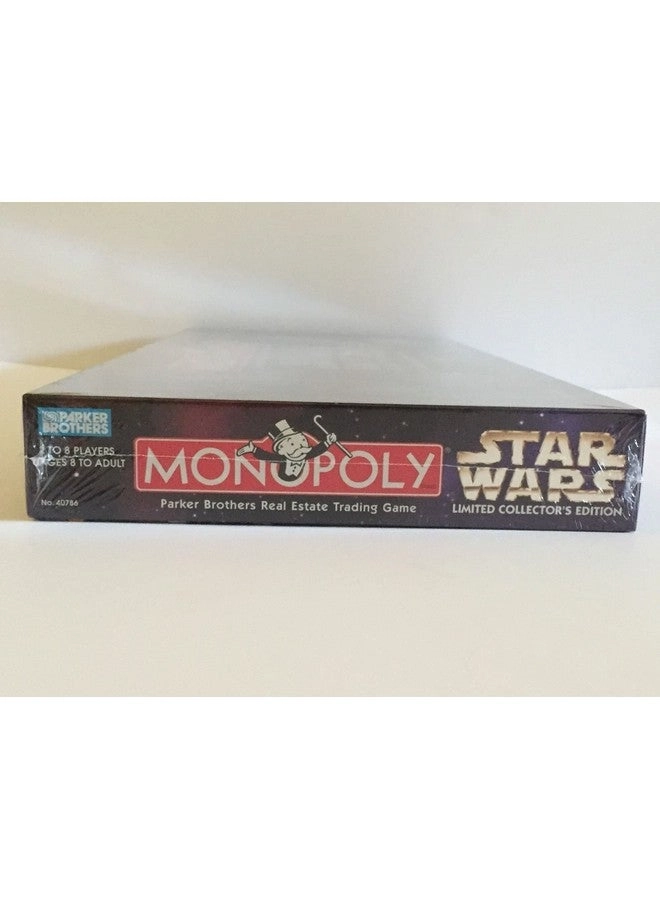 PARKER
BROTHERS
TO 8 PLAYERS
AGES 8 TO ADULT
No. 40786
MONOPOLY
Parker Brothers Real Estate Trading Game
STAR
WARS
LIMITED COLLECTOR'S EDITION